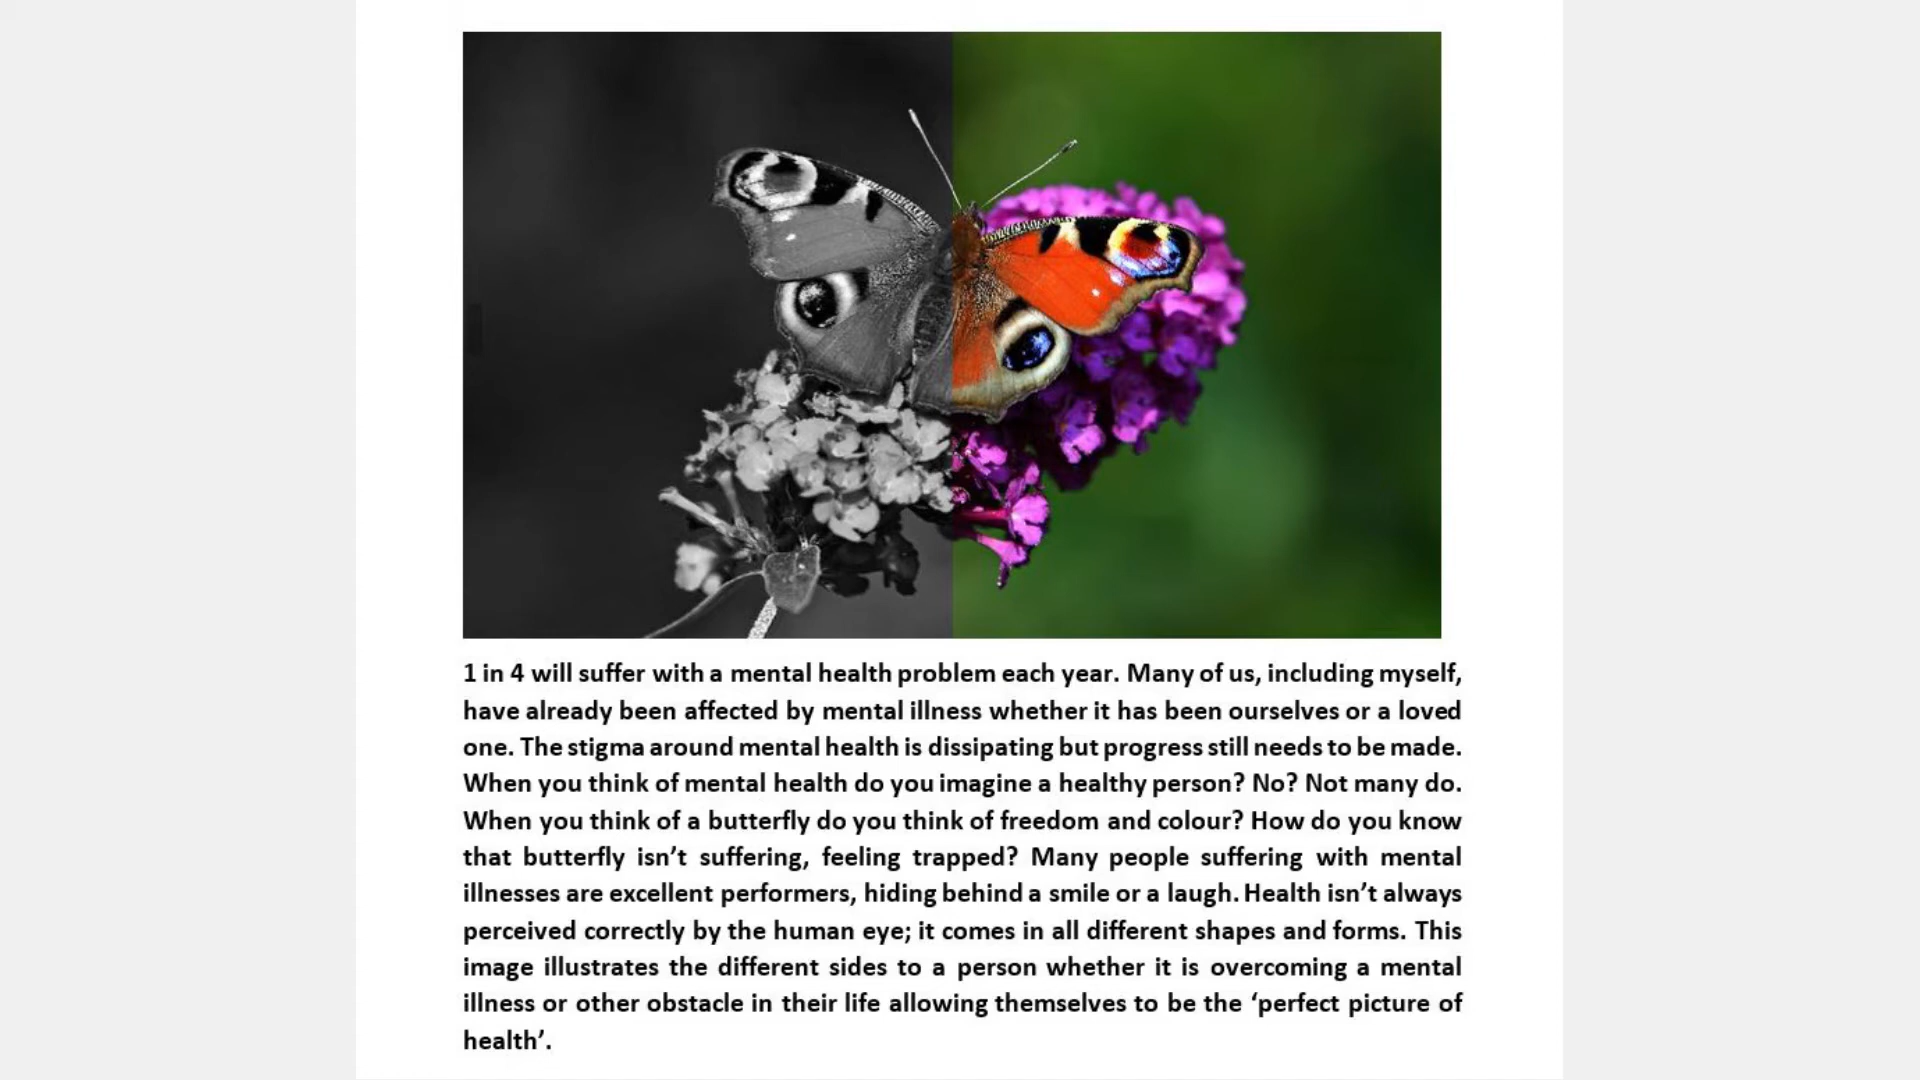 1 in 4 will suffer with a mental health problem each year. Many of us, including myself,
have already been affected by mental illness whether it has been ourselves or a loved
one. The stigma around mental health is dissipating but progress still needs to be made.
When you think of mental health do you imagine a healthy person? No? Not many do.
When you think of a butterfly do you think of freedom and colour? How do you know
that butterfly isn’t suffering, feeling trapped? Many people suffering with mental
illnesses are excellent performers, hiding behind a smile or a laugh. Health isn’t always
perceived correctly by the human eye; it comes in all different shapes and forms. This
image illustrates the different sides to a person whether it is overcoming a mental
illness or other obstacle in their life allowing themselves to be the ‘perfect picture of
health’.